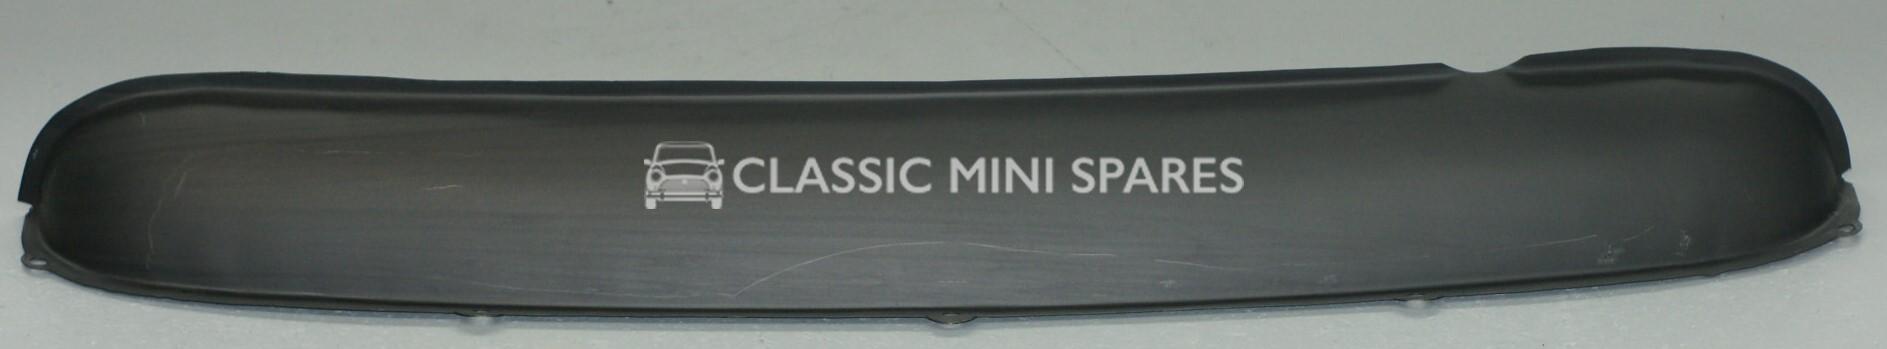 CLASSIC MINI SPARES